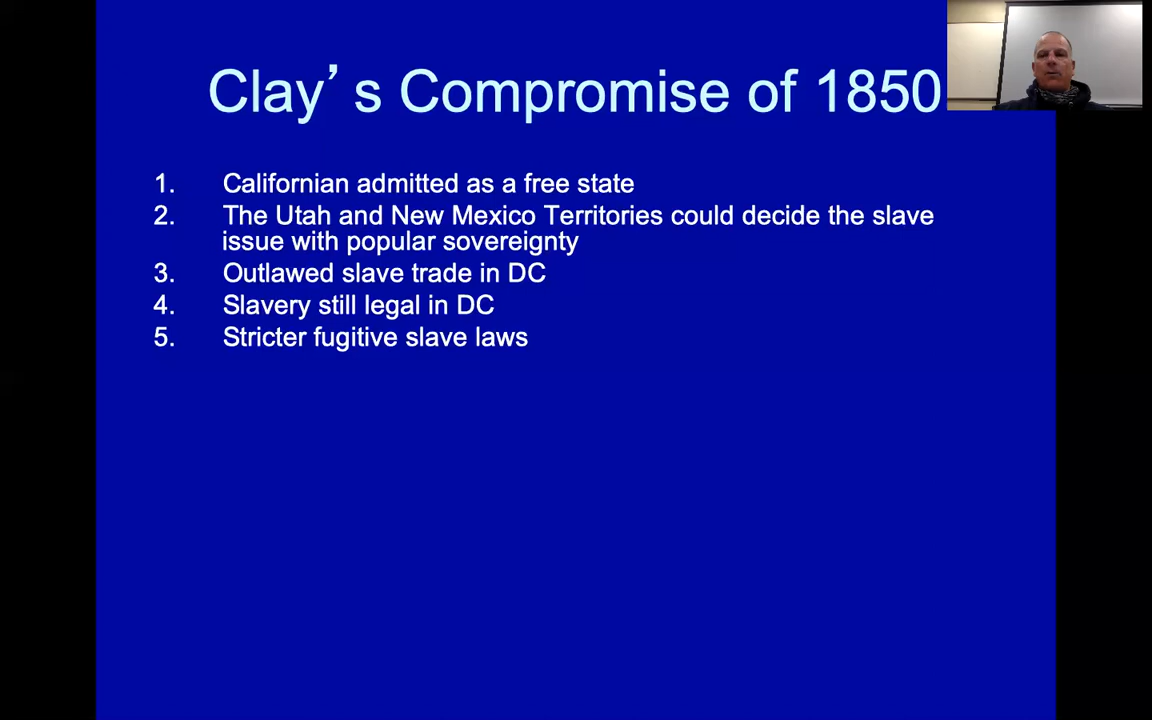 Clay’s Compromise of 1850
1. Californian admitted as a free state
2. The Utah and New Mexico Territories could decide the slave
issue with popular sovereignty
3. Outlawed slave trade in DC
4. Slavery still legal in DC
5. Stricter fugitive slave laws